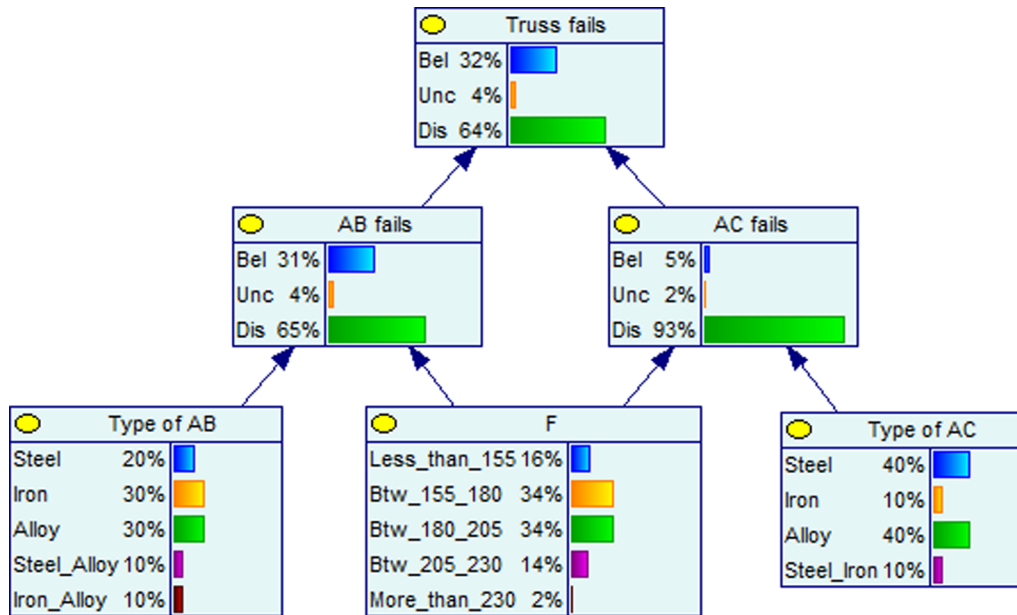 Truss fails
Bel 32%
Unc 4%
Dis 64%
AB fails
Bel 31%
Unc 4%
Dis 65%
AC fails
Bel 5%
Unc 2%
Dis 93%
Type of AB
Steel 20%
Iron 30%
Alloy 30%
Steel_Alloy 10%
Iron_Alloy 10%
F
Less_than_155 16%
Btw_155_180 34%
Btw_180_205 34%
Btw_205_230 14%
More_than_230 2%
Type of AC
Steel 40%
Iron 10%
Alloy 40%
Steel_Iron 10%